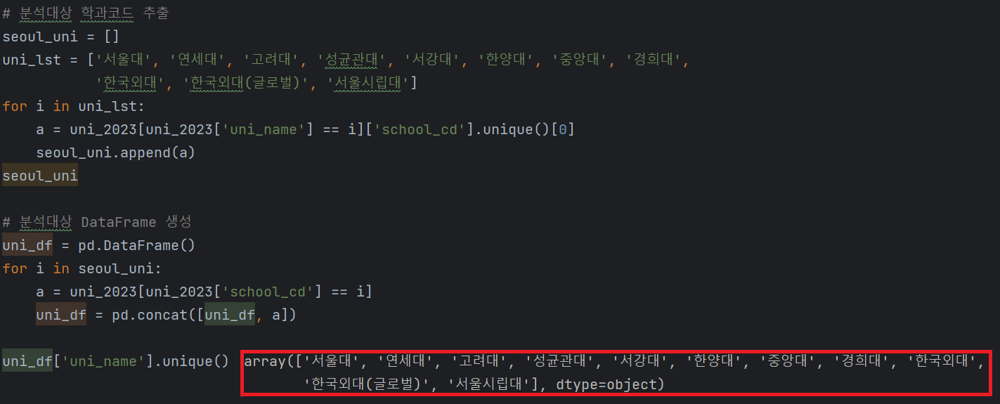 # 분석대상 학과코드 추출
seoul_uni = []
uni_lst = ['서울대', '연세대', '고려대', '성균관대', '서강대', '한양대', '중앙대', '경희대',
'한국외대', '한국외대(글로벌)', '서울시립대']
for i in uni_lst:
    a = uni_2023[uni_2023['uni_name'] == i]['school_cd'].unique()[0]
    seoul_uni.append(a)
seoul_uni
# 분석대상 DataFrame 생성
uni_df = pd.DataFrame()
for i in seoul_uni:
    a = uni_2023[uni_2023['school_cd'] == i]
    uni_df = pd.concat([uni_df, a])
uni_df['uni_name'].unique() array(['서울대', '연세대', '고려대', '성균관대', '서강대', '한양대', '중앙대', '경희대', '한국외대',
'한국외대(글로벌)', '서울시립대'], dtype=object)